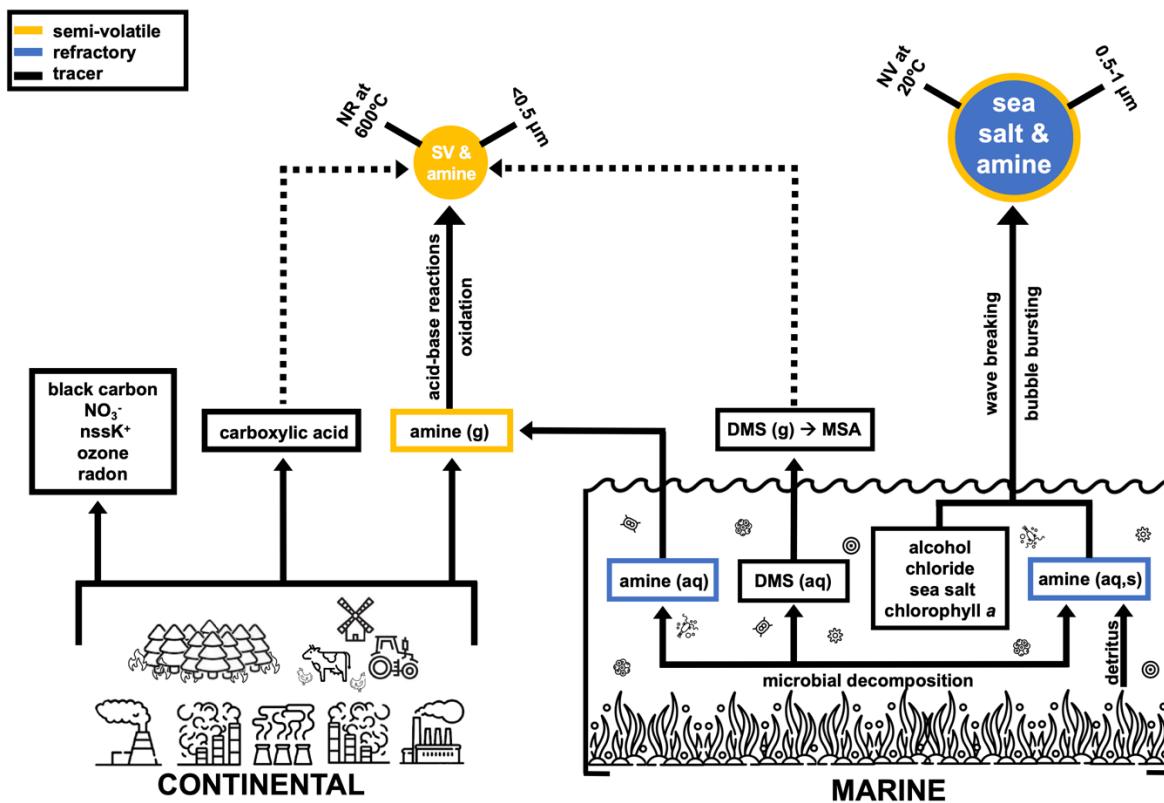 semi-volatile
refractory
tracer
NR at
600ºC
<0.5 µm
SV &
amine
NV at
20ºC
0.5-1 µm
sea
salt &
amine
acid-base reactions
oxidation
wave breaking
bubble bursting
black carbon
NO₃⁻
nssK⁺
ozone
radon
carboxylic acid
amine (g)
DMS (g) → MSA
amine (aq)
DMS (aq)
alcohol
chloride
sea salt
chlorophyll a
amine (aq,s)
microbial decomposition
detritus
CONTINENTAL
MARINE